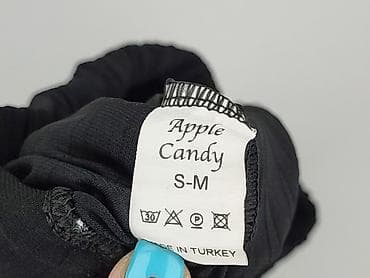 Apple
Candy
S-M
30 P
IN TURKEY